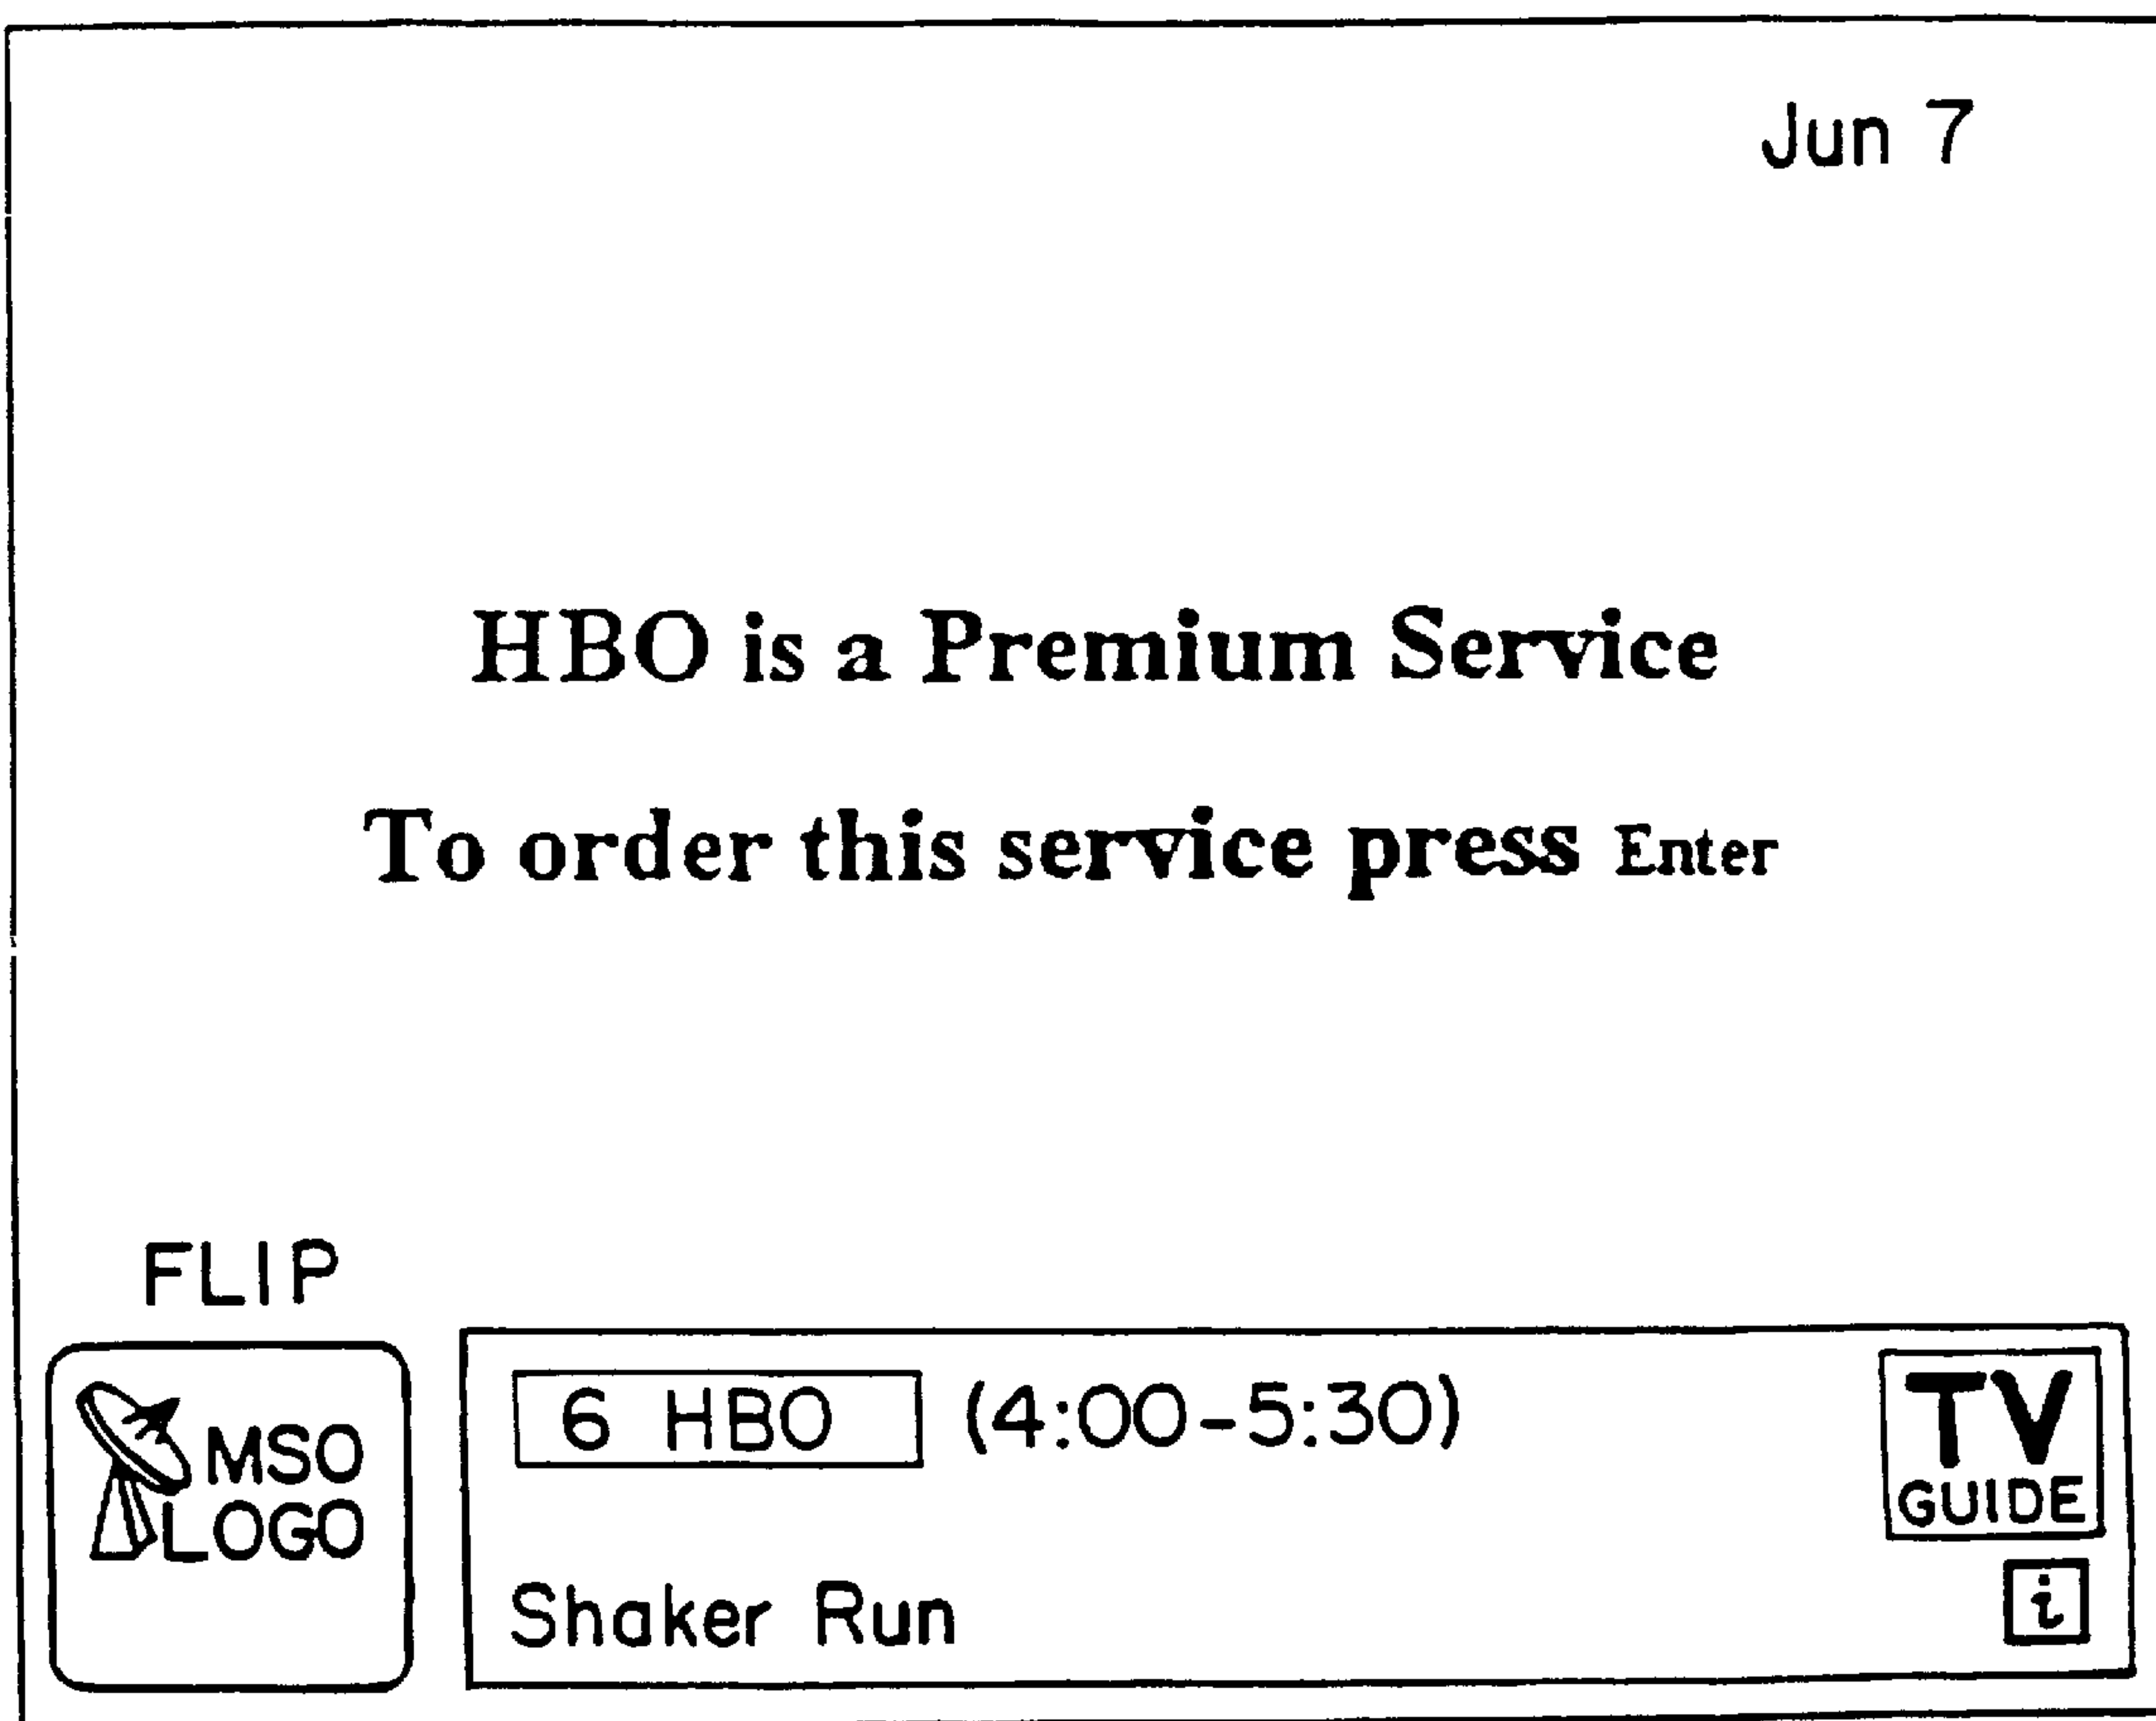 Jun 7
HBO is a Premium Service
To order this service press Enter
FLIP
MSO
LOGO
6 HBO (4:00-5:30)
TV
GUIDE
Shaker Run
i